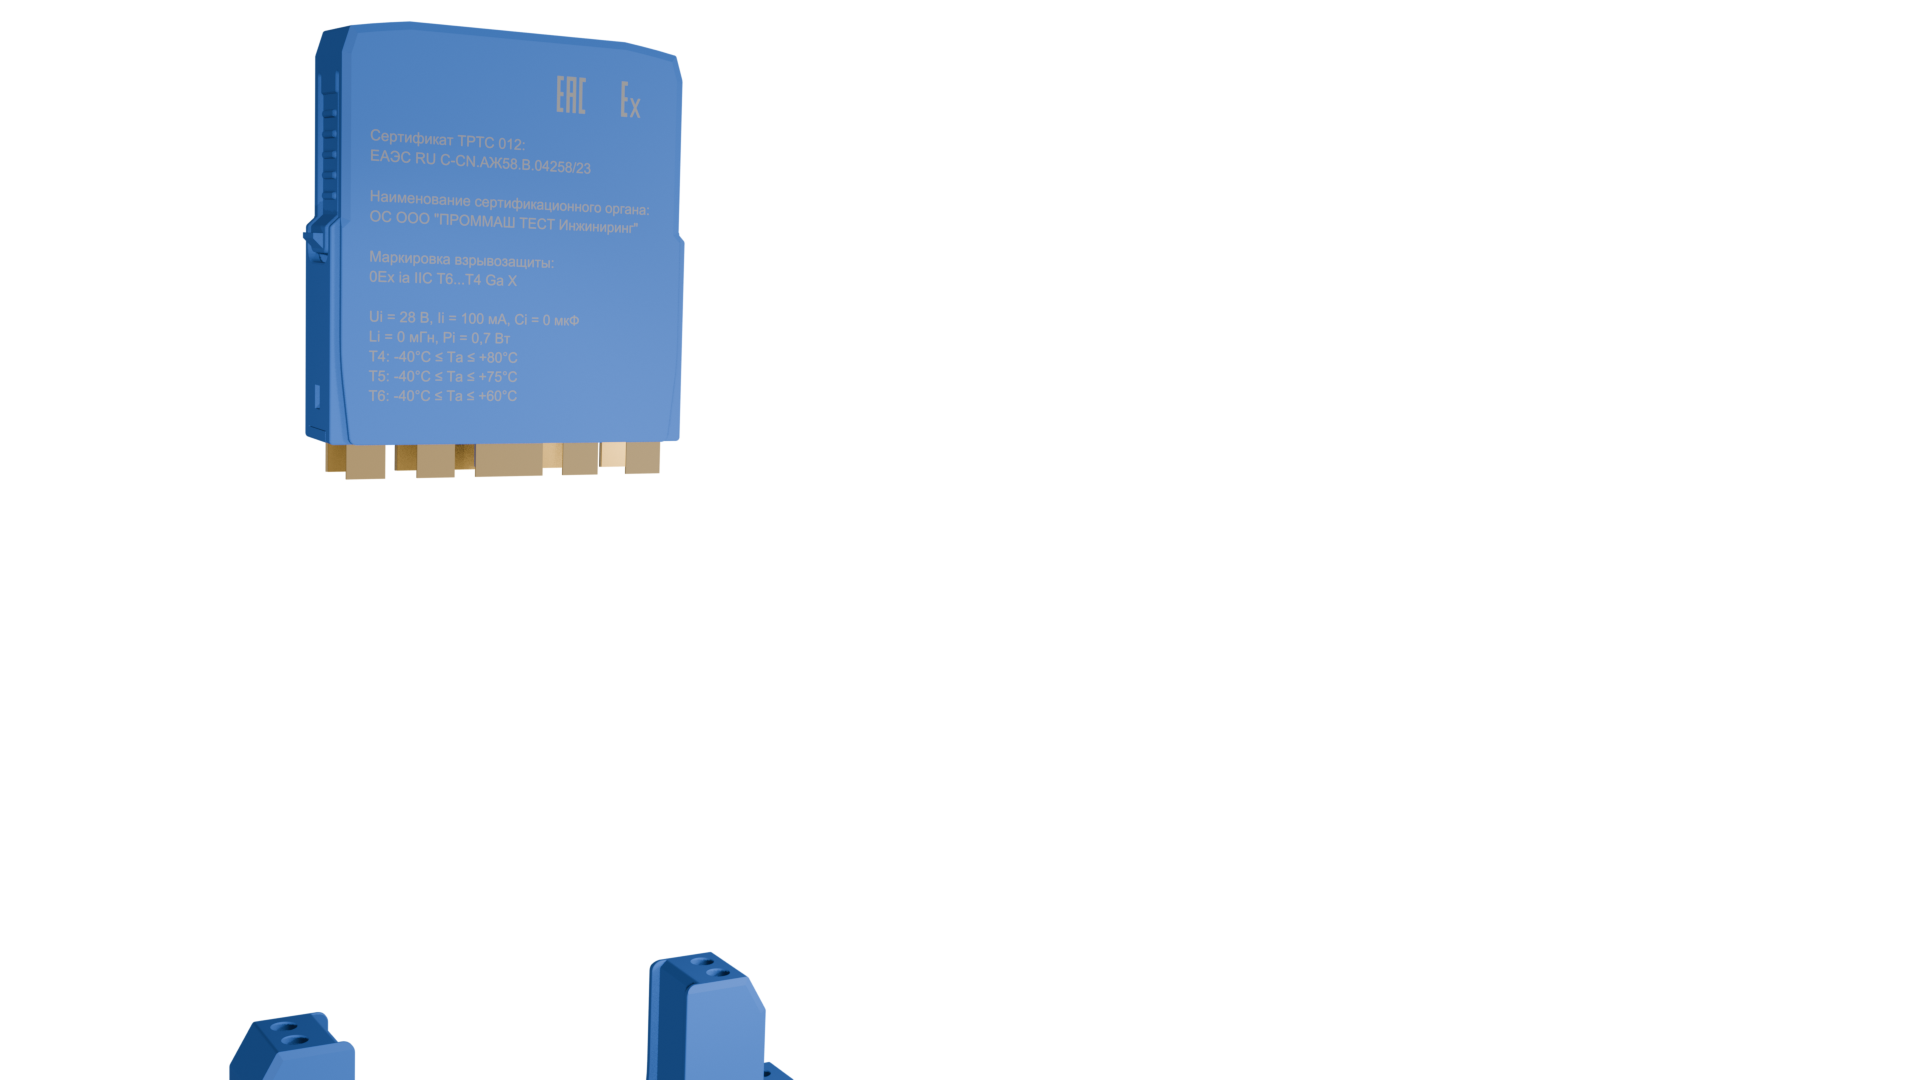 EAC Ex
Сертификат ТРТС 012:
ЕАЭС RU C-CN.АЖ58.В.04258/23
Наименование сертификационного органа:
ОС ООО "ПРОММАШ ТЕСТ Инжиниринг"
Маркировка взрывозащиты:
0Ex ia IIC T6...T4 Ga X
Ui = 28 В, Ii = 100 мА, Ci = 0 мкФ
Li = 0 мГн, Pi = 0,7 Вт
T4: -40°C ≤ Ta ≤ +80°C
T5: -40°C ≤ Ta ≤ +75°C
T6: -40°C ≤ Ta ≤ +60°C